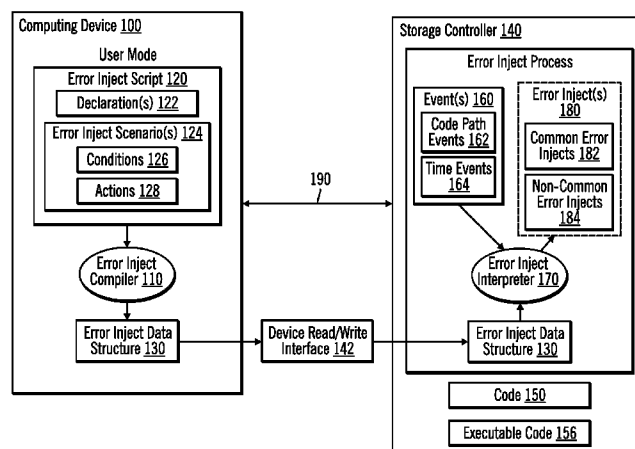 Computing Device 100
User Mode
Error Inject Script 120
Declaration(s) 122
Error Inject Scenario(s) 124
Conditions 126
Actions 128
Error Inject
Compiler 110
Error Inject Data
Structure 130
190
Device Read/Write
Interface 142
Storage Controller 140
Error Inject Process
Event(s) 160
Code Path
Events 162
Time Events
164
Error Inject(s)
180
Common Error
Injects 182
Non-Common
Error Injects
184
Error Inject
Interpreter 170
Error Inject Data
Structure 130
Code 150
Executable Code 156